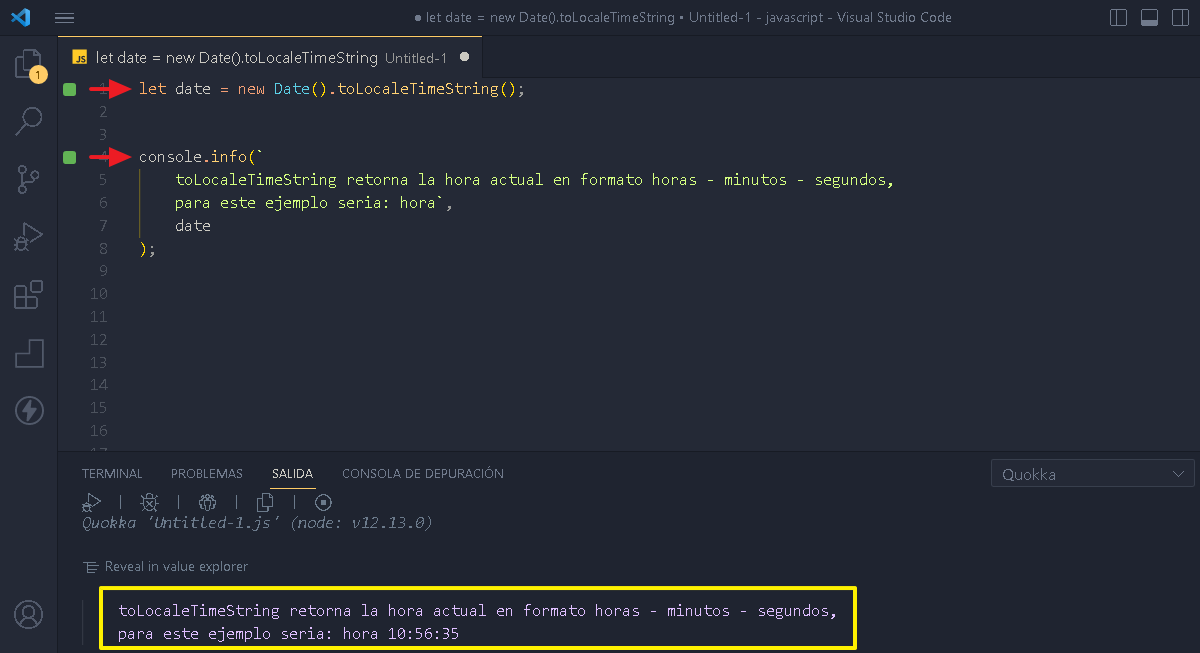 ● let date = new Date().toLocaleTimeString • Untitled-1 - javascript - Visual Studio Code
JS let date = new Date().toLocaleTimeString Untitled-1 ●
1
1 let date = new Date().toLocaleTimeString();
2
3
4 console.info(`
5 toLocaleTimeString retorna la hora actual en formato horas - minutos - segundos,
6 para este ejemplo seria: hora`,
7 date
8 );
9
10
11
12
13
14
15
16
17
TERMINAL PROBLEMAS SALIDA CONSOLA DE DEPURACIÓN Quokka
Quokka 'Untitled-1.js' (node: v12.13.0)
Reveal in value explorer
toLocaleTimeString retorna la hora actual en formato horas - minutos - segundos,
para este ejemplo seria: hora 10:56:35